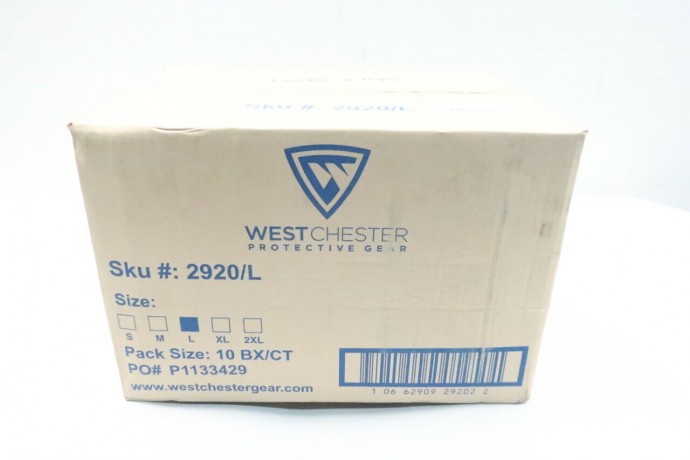 Sku #: 2920/L
WESTCHESTER
PROTECTIVE GEAR
Sku #: 2920/L
Size:
S M L XL 2XL
Pack Size: 10 BX/CT
PO# P1133429
www.westchestergear.com
1 06 62909 29202 2